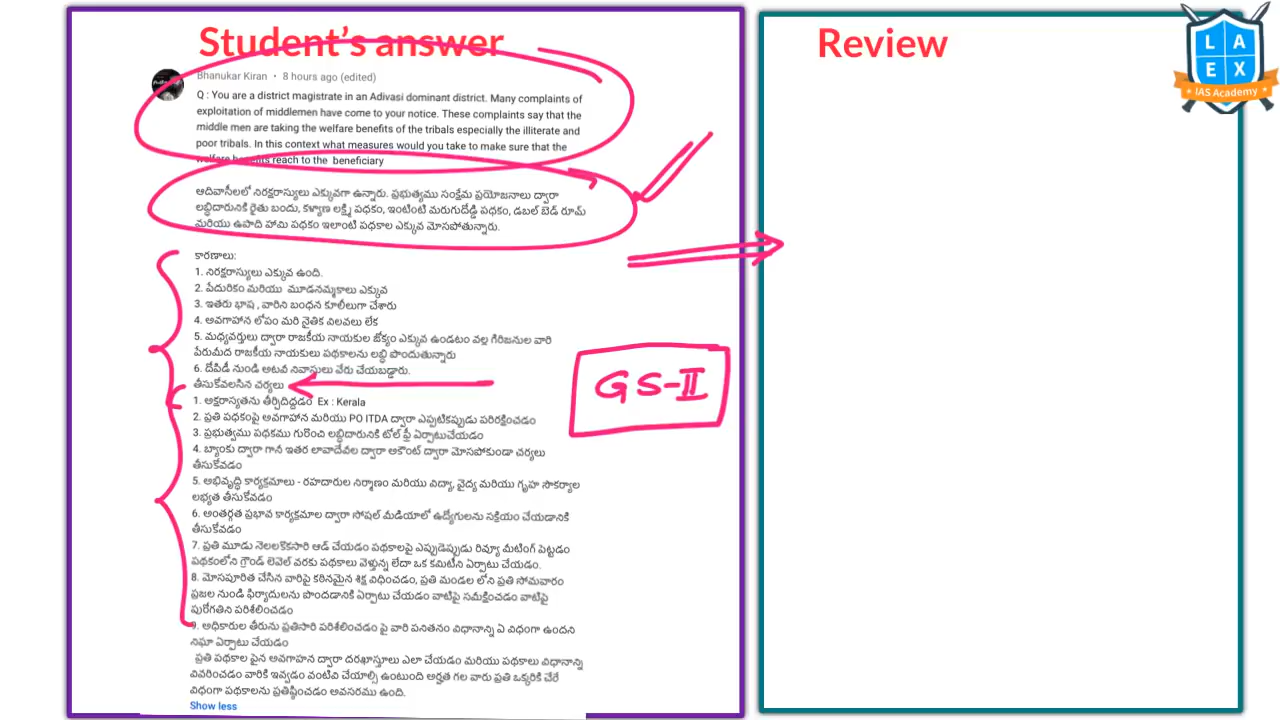 Student's answer
Bhanukar Kiran • 8 hours ago (edited)
Q : You are a district magistrate in an Adivasi dominant district. Many complaints of
exploitation of middlemen have come to your notice. These complaints say that the
middle men are taking the welfare benefits of the tribals especially the illiterate and
poor tribals. In this context what measures would you take to make sure that the
welfare benefits reach to the beneficiary
ఆదివాసీలలో నిరక్షరాస్యులు ఎక్కువగా ఉన్నారు. ప్రభుత్వము సంక్షేమ ప్రయోజనాలు ద్వారా
లబ్ధిదారునికి రైతు బందు, కళ్యాణ లక్ష్మి పధకం, ఇంటింటి మరుగుదోడ్డి పధకం, డబల్ బెడ్ రూమ్
మరియు ఉపాది హామి పధకం ఇలాంటి పధకాల ఎక్కువ మోసపోతున్నారు.
కారణాలు:
1. నిరక్షరాస్యులు ఎక్కువ ఉంది.
2. పేదురికం మరియు మూడనమ్మకాలు ఎక్కువ
3. ఇతరు భాష , వారిని బంధన కూలీలుగా చేశారు
4. అవగాహాన లోపం మరి నైతిక విలవలు లేక
5. మధ్యవర్తులు ద్వారా రాజకీయ నాయకుల జోక్యం ఎక్కువ ఉండటం వల్ల గిరిజనుల వారి
పేరుమీద రాజకీయ నాయకులు పథకాలను లబ్ధి పొందుతున్నారు
6. దోపిడీ నుండి అటవి నివాసులు వేరు చేయబడ్డారు.
తీసుకోవలసిన చర్యలు
1. అక్షరాస్యతను తీర్చిదిద్దడం Ex : Kerala
2. ప్రతి పధకంపై అవగాహాన మరియు PO ITDA ద్వారా ఎప్పటికప్పుడు పరిరక్షించడం
3. ప్రభుత్వము పధకము గురించి లబ్ధిదారునికి టోల్ ఫ్రీ ఏర్పాటుచేయడం
4. బ్యాంకు ద్వారా గాన ఇతర లావాదేవల ద్వారా అకౌంట్ ద్వారా మోసపోకుండా చర్యలు
తీసుకోవడం
5. అభివృద్ధి కార్యక్రమాలు - రహదారుల నిర్మాణం మరియు విద్యా, వైద్య మరియు గృహ సౌకర్యాల
లభ్యత తీసుకోవడం
6. అంతర్గత ప్రభావ కార్యక్రమాల ద్వారా సోషల్ మీడియాలో ఉద్యోగులను సక్రియం చేయడానికి
తీసుకోవడం
7. ప్రతి మూడు నెలలకొకసారి ఆడ్ చేయడం పథకాలపై ఎప్పుడెప్పుడు రివ్యూ మీటింగ్ పెట్టడం
పథకంలోని గ్రౌండ్ లెవెల్ వరకు పథకాలు వెళ్తున్న లేదా ఒక కమిటీని ఏర్పాటు చేయడం.
8. మోసపూరిత చేసిన వారిపై కఠినమైన శిక్ష విధించడం, ప్రతి మండల లోని ప్రతి సోమవారం
ప్రజల నుండి ఫిర్యాదులను పొందడానికి ఏర్పాటు చేయడం వాటిపై సమీక్షించడం వాటిపై
పురోగతిని పరిశీలించడం
9. అధికారుల తీరును ప్రతిసారి పరిశీలించడం పై వారి పనితనం విధానాన్ని ఏ విధంగా ఉందని
నిఘా ఏర్పాటు చేయడం
ప్రతి పథకాల పైన అవగాహన ద్వారా దరఖాస్తులు ఎలా చేయడం మరియు పథకాలు విధానాన్ని
వివరించడం వారికి ఇవ్వడం వంటివి చేయాల్సి ఉంటుంది అర్హత గల వారు ప్రతి ఒక్కరికి చేరే
విధంగా పథకాలను ప్రతిష్ఠించడం అవసరము ఉంది.
Show less
GS-II
Review
L A
E X
IAS Academy